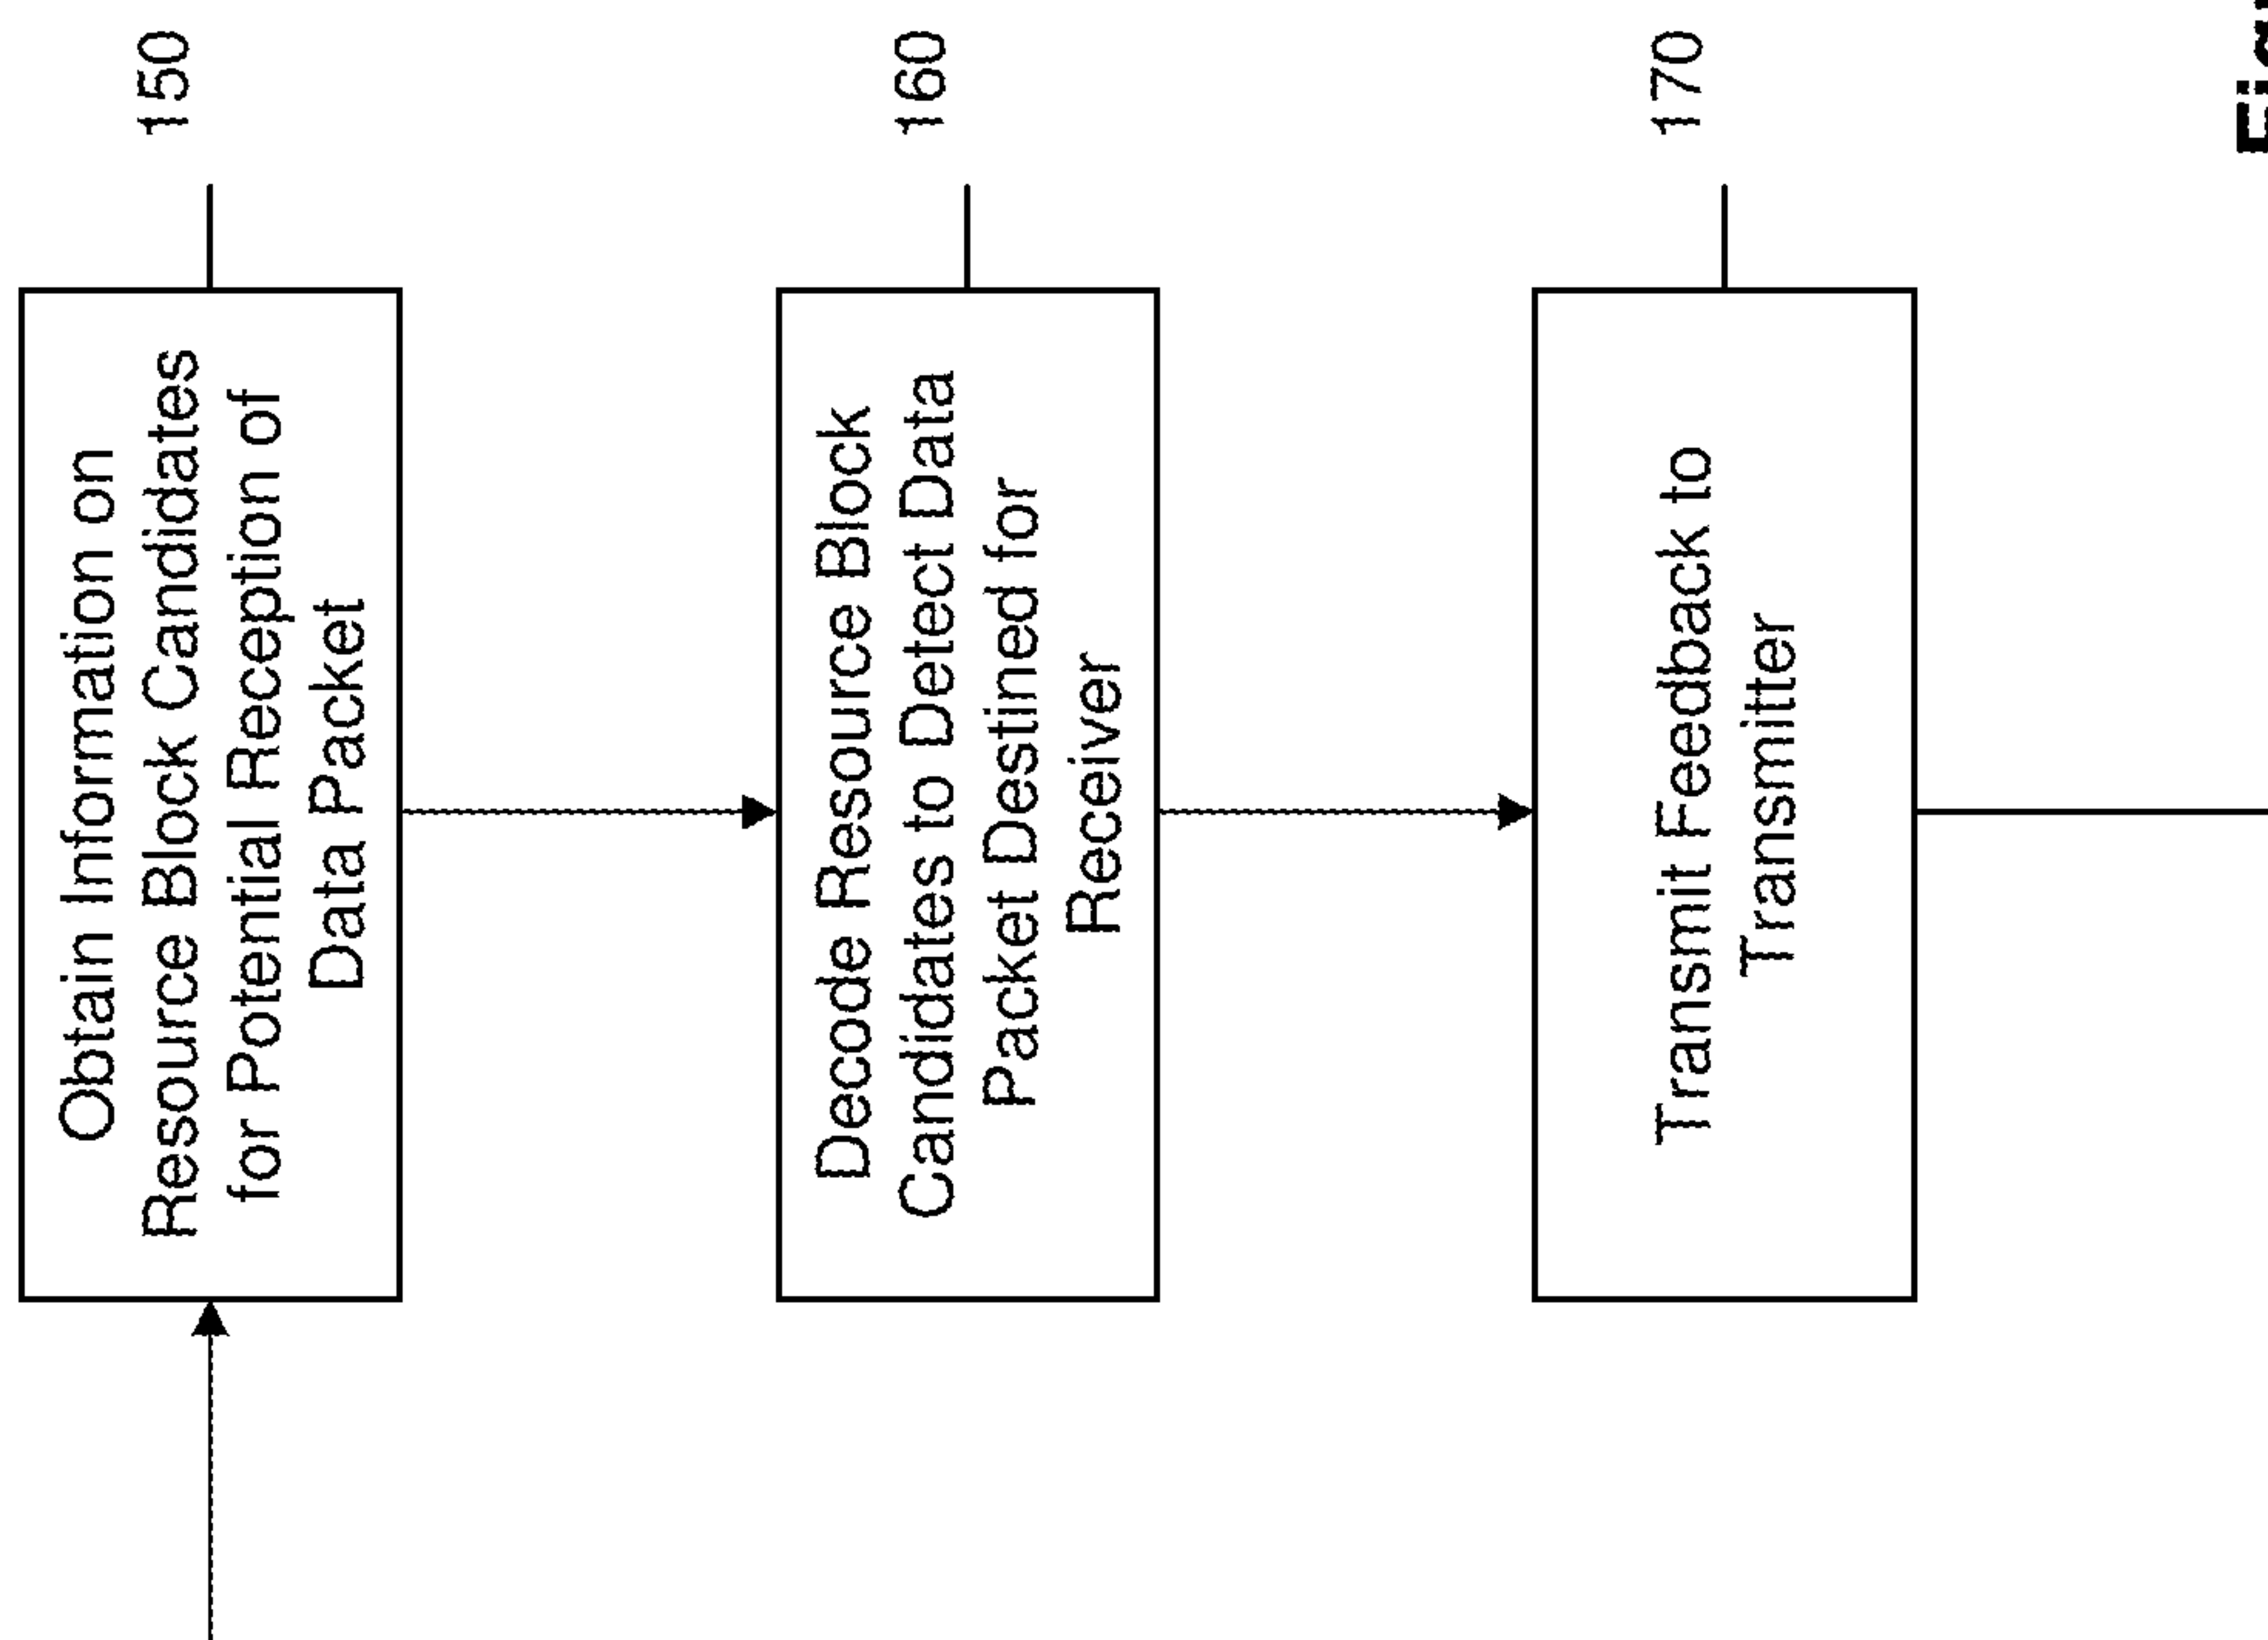 150
Obtain Information on
Resource Block Candidates
for Potential Reception of
Data Packet
160
Decode Resource Block
Candidates to Detect Data
Packet Destined for
Receiver
170
Transmit Feedback to
Transmitter